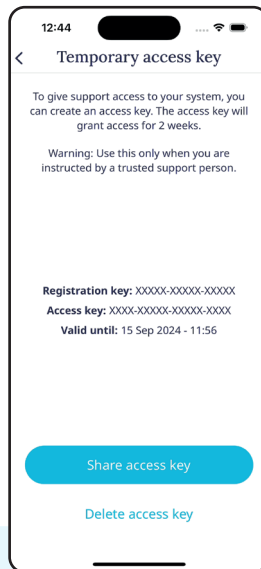 12:44
Temporary access key
To give support access to your system, you
can create an access key. The access key will
grant access for 2 weeks.
Warning: Use this only when you are
instructed by a trusted support person.
Registration key: XXXXX-XXXXX-XXXXX
Access key: XXXX-XXXXX-XXXXX-XXXX
Valid until: 15 Sep 2024 - 11:56
Share access key
Delete access key